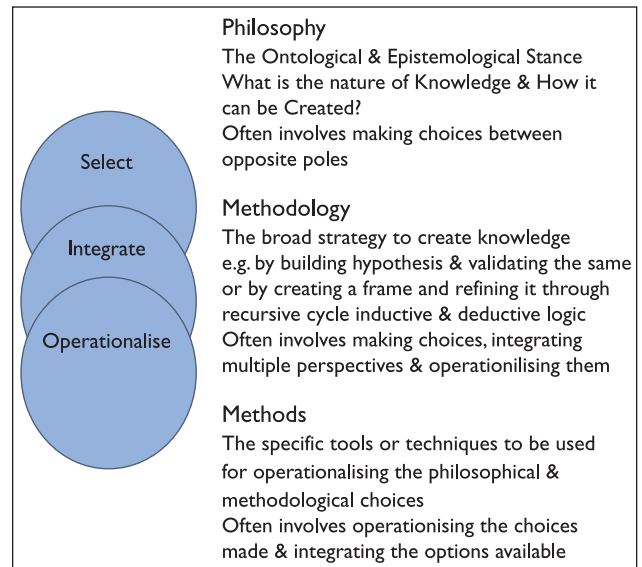 Philosophy
The Ontological & Epistemological Stance
What is the nature of Knowledge & How it
can be Created?
Often involves making choices between
opposite poles
Select
Methodology
The broad strategy to create knowledge
e.g. by building hypothesis & validating the same
or by creating a frame and refining it through
recursive cycle inductive & deductive logic
Often involves making choices, integrating
multiple perspectives & operationilising them
Integrate
Operationalise
Methods
The specific tools or techniques to be used
for operationalising the philosophical &
methodological choices
Often involves operationising the choices
made & integrating the options available